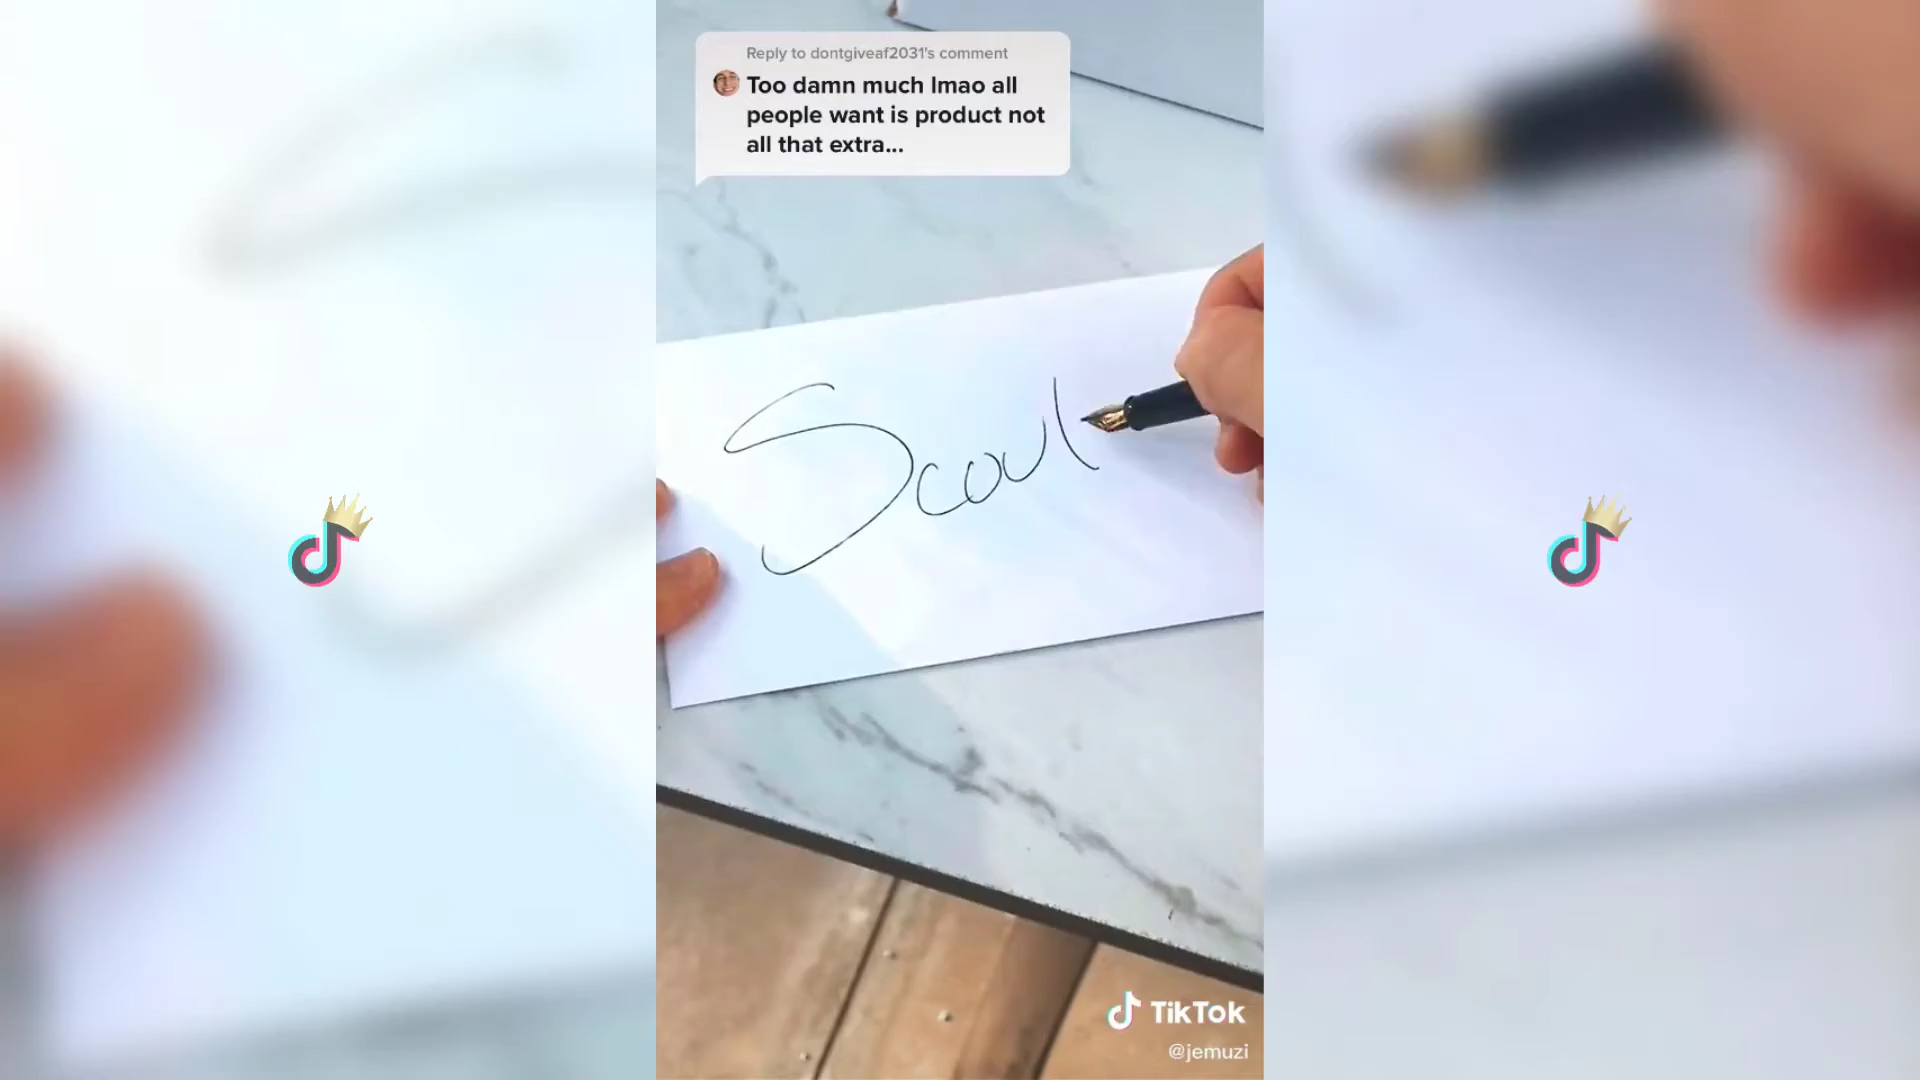 Reply to dontgiveaf2031's comment
Too damn much lmao all
people want is product not
all that extra...
Scoul
TikTok
@jemuzi